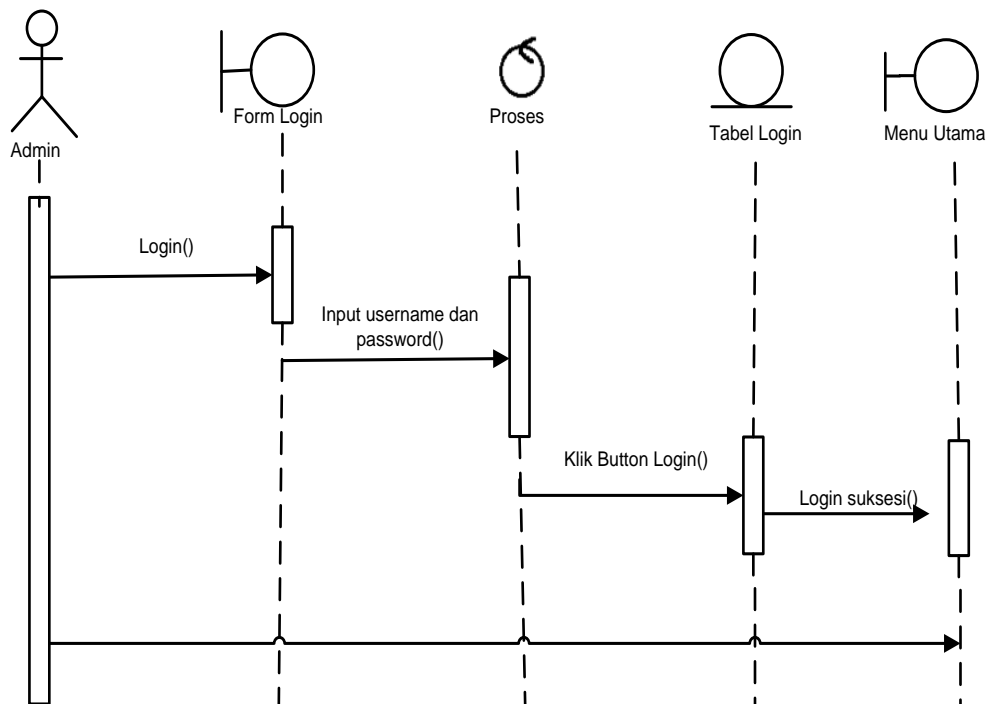 Form Login
Proses
Tabel Login
Menu Utama
Admin
Login()
Input username dan
password()
Klik Button Login()
Login suksesi()